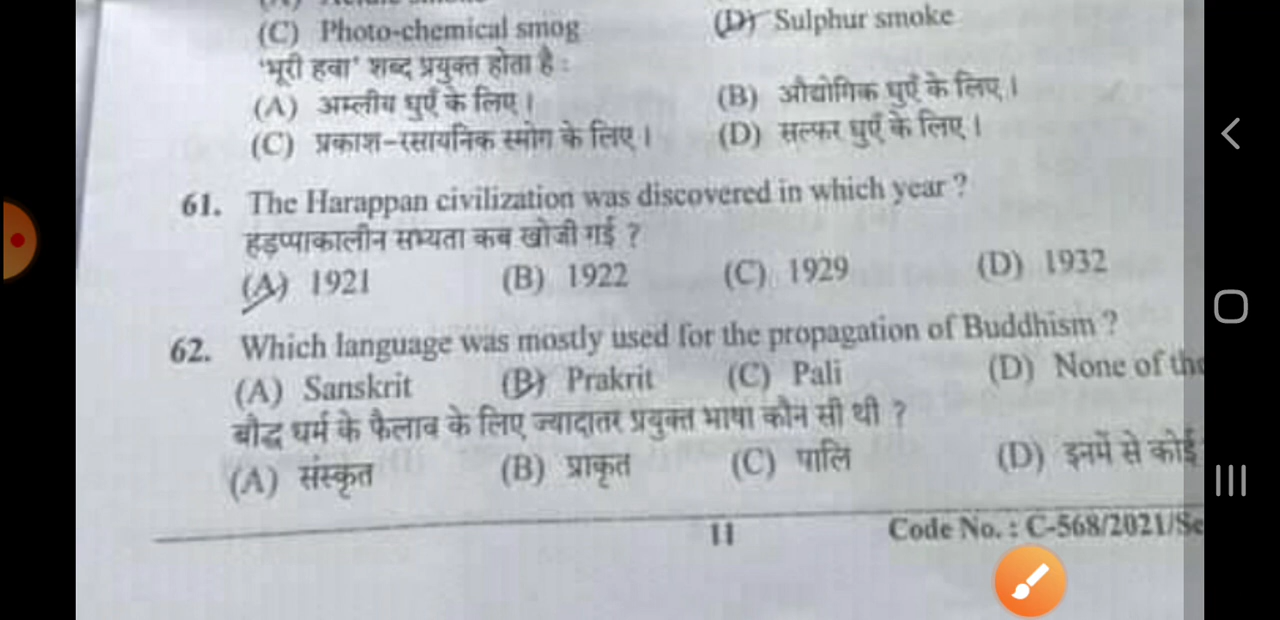 (C) Photo-chemical smog (D) Sulphur smoke
'भूरी हवा' शब्द प्रयुक्त होता है :
(A) अम्लीय धुएँ के लिए। (B) औद्योगिक धुएँ के लिए।
(C) प्रकाश-रसायनिक स्मोग के लिए। (D) सल्फर धुएँ के लिए।
61. The Harappan civilization was discovered in which year ?
हड़प्पाकालीन सभ्यता कब खोजी गई ?
(A) 1921 (B) 1922 (C) 1929 (D) 1932
62. Which language was mostly used for the propagation of Buddhism ?
(A) Sanskrit (B) Prakrit (C) Pali (D) None of the
बौद्ध धर्म के फैलाव के लिए ज्यादातर प्रयुक्त भाषा कौन सी थी ?
(A) संस्कृत (B) प्राकृत (C) पालि (D) इनमें से कोई
11 Code No. : C-568/2021/Se